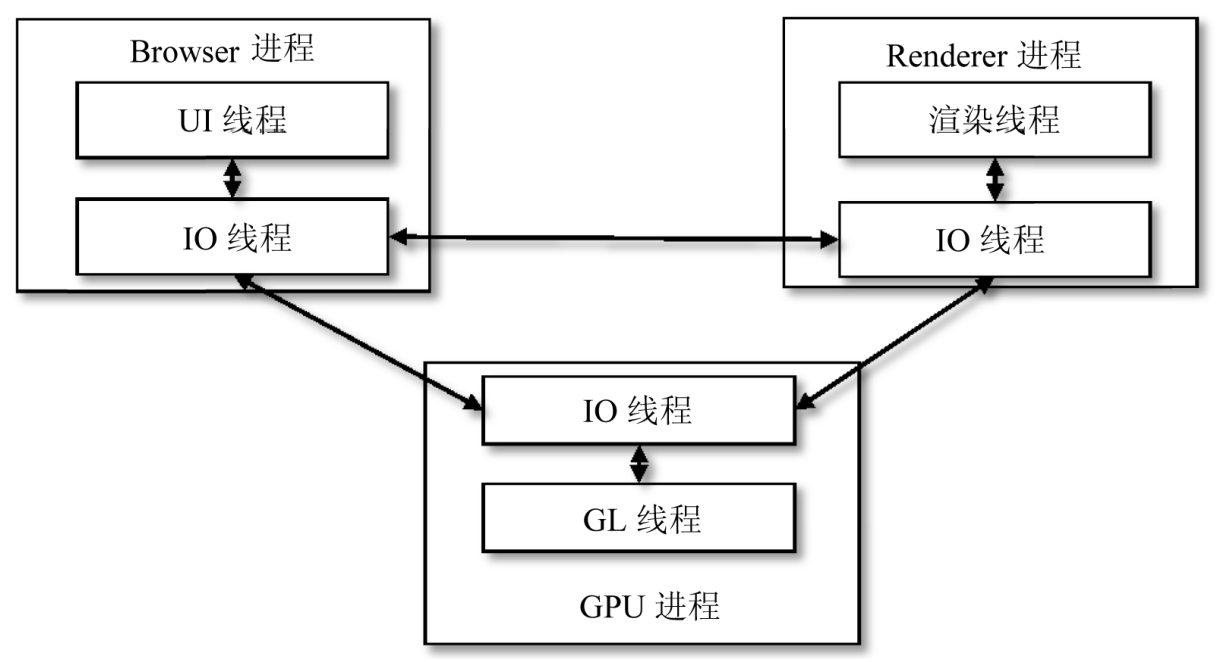 Browser 进程
UI 线程
IO 线程
Renderer 进程
渲染线程
IO 线程
IO 线程
GL 线程
GPU 进程